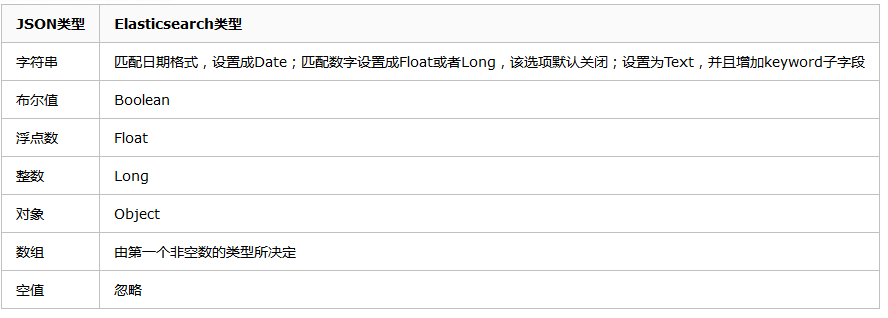 JSON类型 Elasticsearch类型
字符串 匹配日期格式，设置成Date；匹配数字设置成Float或者Long，该选项默认关闭；设置为Text，并且增加keyword子字段
布尔值 Boolean
浮点数 Float
整数 Long
对象 Object
数组 由第一个非空数的类型所决定
空值 忽略